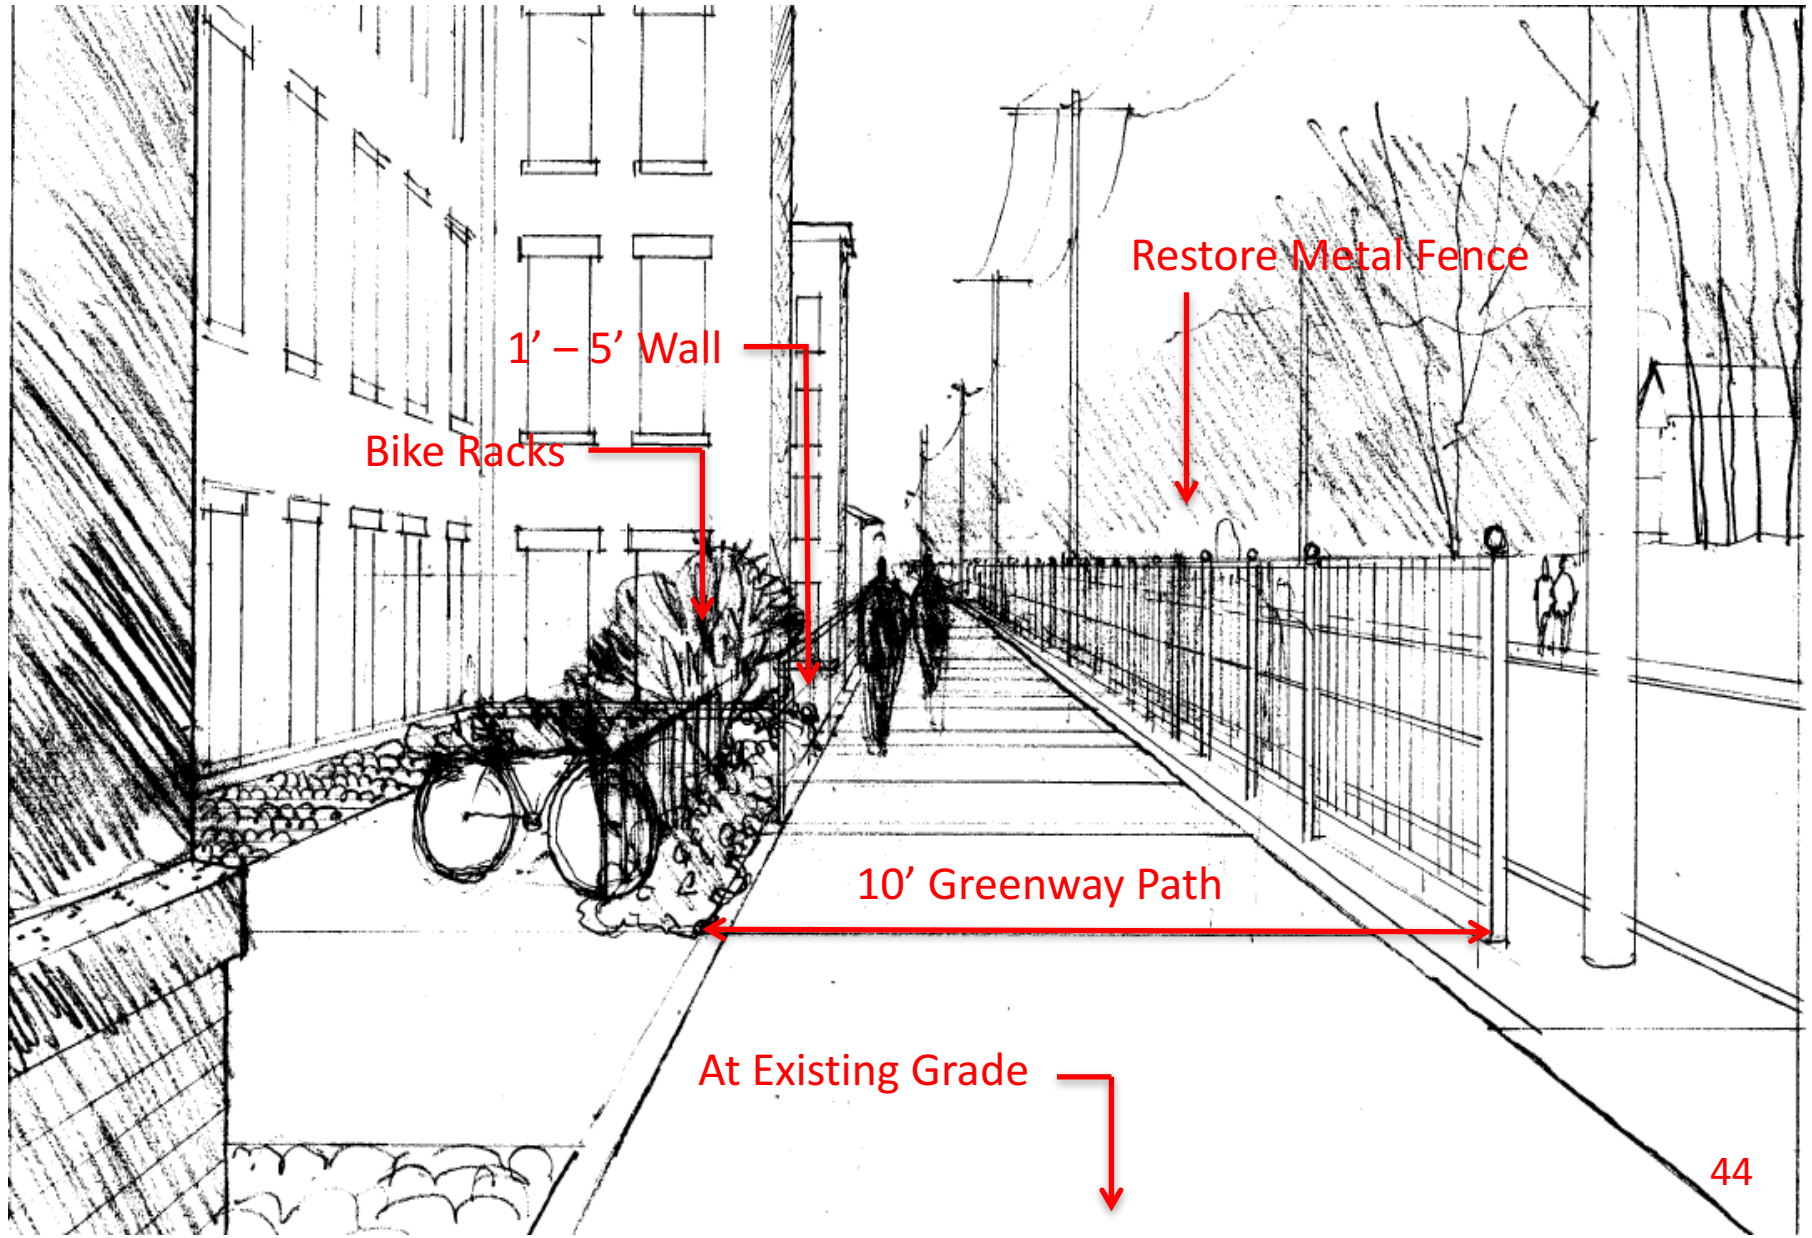 Restore Metal Fence
1’ – 5’ Wall
Bike Racks
10’ Greenway Path
At Existing Grade
44